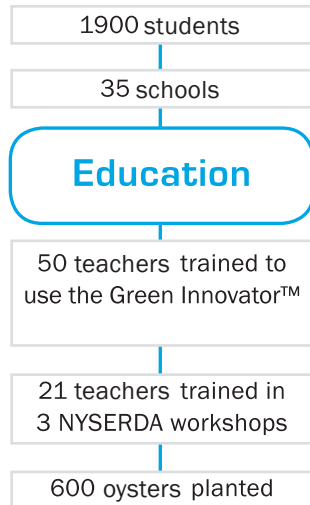 1900 students
35 schools
Education
50 teachers trained to
use the Green Innovator™
21 teachers trained in
3 NYSERDA workshops
600 oysters planted